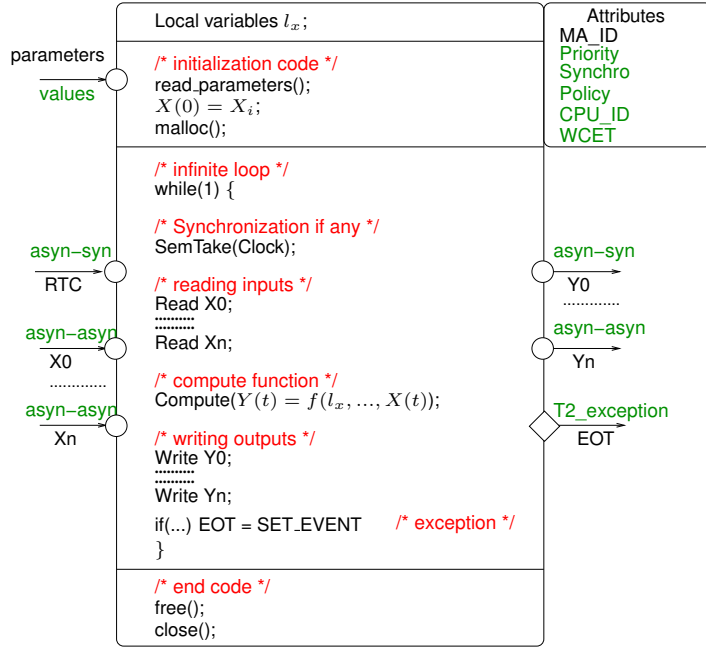 Local variables l_x;
Attributes
MA_ID
Priority
Synchro
Policy
CPU_ID
WCET
parameters
values
/* initialization code */
read_parameters();
X(0) = X_i;
malloc();
/* infinite loop */
while(1) {
/* Synchronization if any */
SemTake(Clock);
asyn−syn
RTC
asyn−syn
Y0
.............
/* reading inputs */
Read X0;
..........
..........
Read Xn;
asyn−asyn
X0
.............
asyn−asyn
Yn
/* compute function */
Compute(Y(t) = f(l_x, ..., X(t));
asyn−asyn
Xn
T2_exception
EOT
/* writing outputs */
Write Y0;
..........
..........
Write Yn;
if(...) EOT = SET_EVENT /* exception */
}
/* end code */
free();
close();